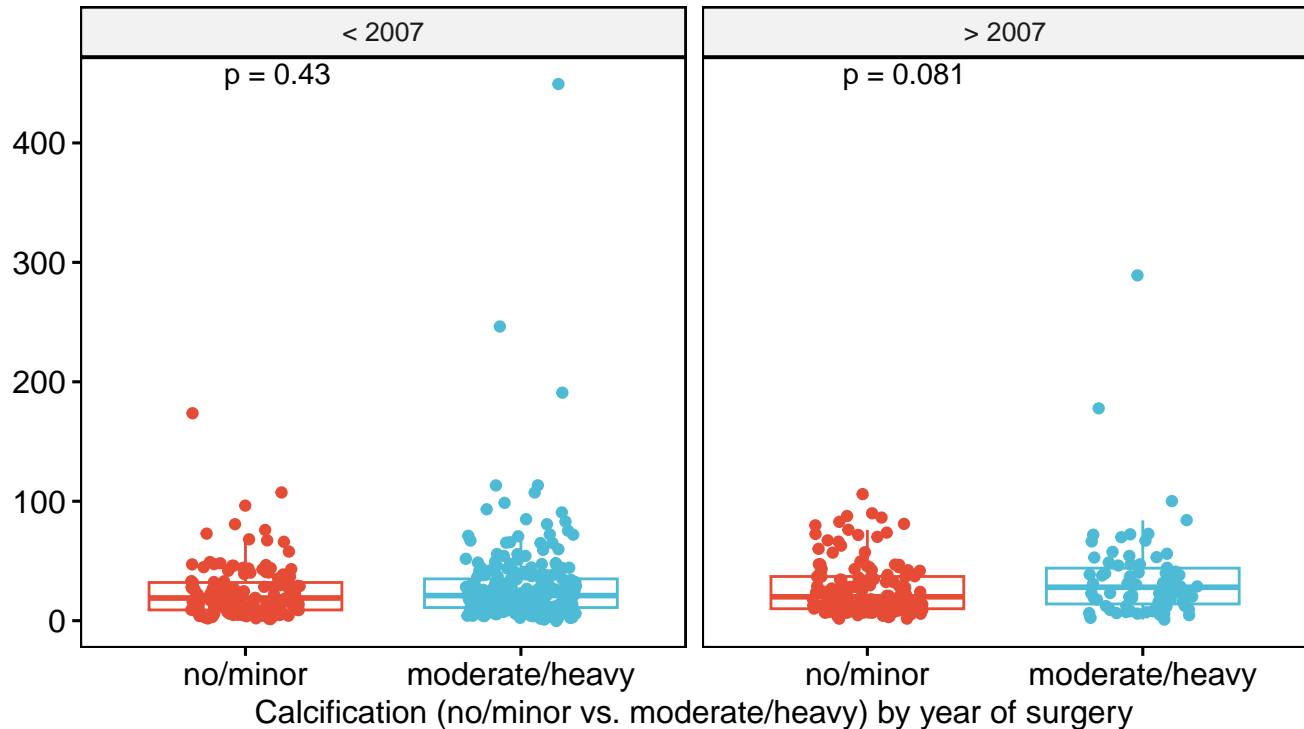 < 2007
> 2007
p = 0.43
p = 0.081
400
300
200
100
0
no/minor
moderate/heavy
no/minor
moderate/heavy
Calcification (no/minor vs. moderate/heavy) by year of surgery